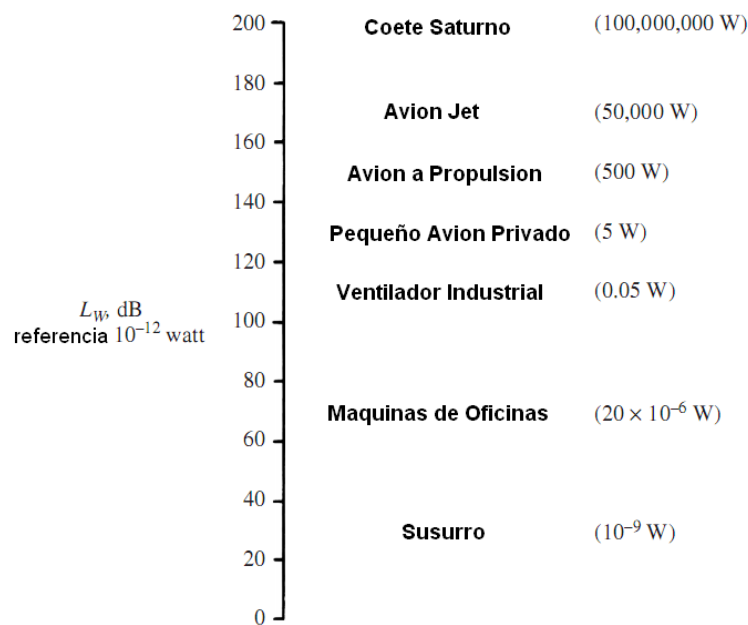 200 Coete Saturno (100,000,000 W)
180
Avion Jet (50,000 W)
160
Avion a Propulsion (500 W)
140
Pequeño Avion Privado (5 W)
120
Ventilador Industrial (0.05 W)
L_W, dB
referencia 10⁻¹² watt
100
80
Maquinas de Oficinas (20 × 10⁻⁶ W)
60
40
Susurro (10⁻⁹ W)
20
0